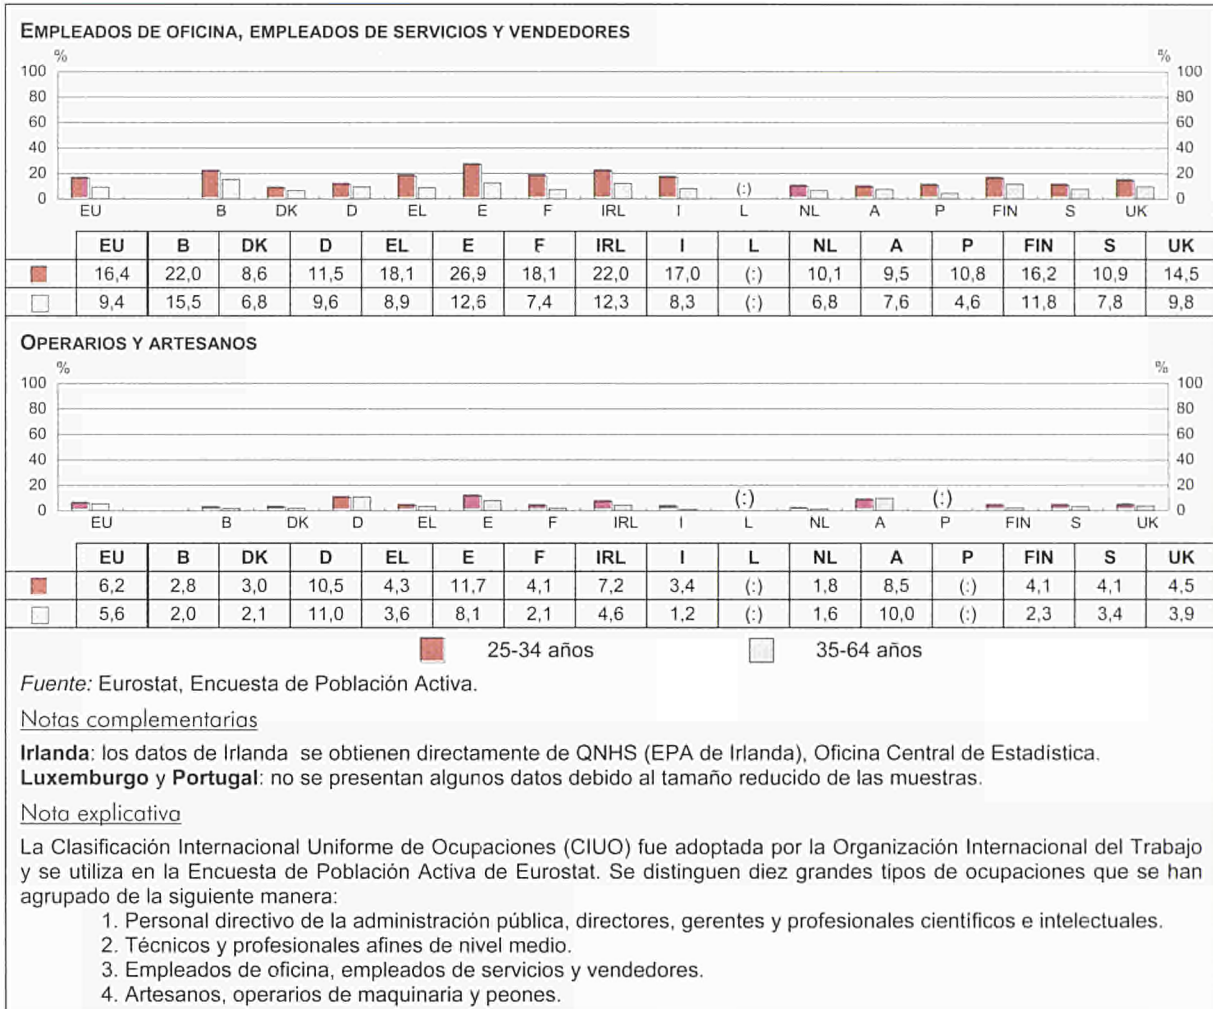 EMPLEADOS DE OFICINA, EMPLEADOS DE SERVICIOS Y VENDEDORES
% %
100 100
80 80
60 60
40 40
20 20
(:)
0 0
EU B DK D EL E F IRL I L NL A P FIN S UK
EU B DK D EL E F IRL I L NL A P FIN S UK
16,4 22,0 8,6 11,5 18,1 26,9 18,1 22,0 17,0 (:) 10,1 9,5 10,8 16,2 10,9 14,5
9,4 15,5 6,8 9,6 8,9 12,6 7,4 12,3 8,3 (:) 6,8 7,6 4,6 11,8 7,8 9,8
OPERARIOS Y ARTESANOS
% %
100 100
80 80
60 60
40 40
20 20
(:) (:)
0 0
EU B DK D EL E F IRL I L NL A P FIN S UK
EU B DK D EL E F IRL I L NL A P FIN S UK
6,2 2,8 3,0 10,5 4,3 11,7 4,1 7,2 3,4 (:) 1,8 8,5 (:) 4,1 4,1 4,5
5,6 2,0 2,1 11,0 3,6 8,1 2,1 4,6 1,2 (:) 1,6 10,0 (:) 2,3 3,4 3,9
25-34 años 35-64 años
Fuente: Eurostat, Encuesta de Población Activa.
Notas complementarias
Irlanda: los datos de Irlanda se obtienen directamente de QNHS (EPA de Irlanda), Oficina Central de Estadística.
Luxemburgo y Portugal: no se presentan algunos datos debido al tamaño reducido de las muestras.
Nota explicativa
La Clasificación Internacional Uniforme de Ocupaciones (CIUO) fue adoptada por la Organización Internacional del Trabajo
y se utiliza en la Encuesta de Población Activa de Eurostat. Se distinguen diez grandes tipos de ocupaciones que se han
agrupado de la siguiente manera:
1. Personal directivo de la administración pública, directores, gerentes y profesionales científicos e intelectuales.
2. Técnicos y profesionales afines de nivel medio.
3. Empleados de oficina, empleados de servicios y vendedores.
4. Artesanos, operarios de maquinaria y peones.